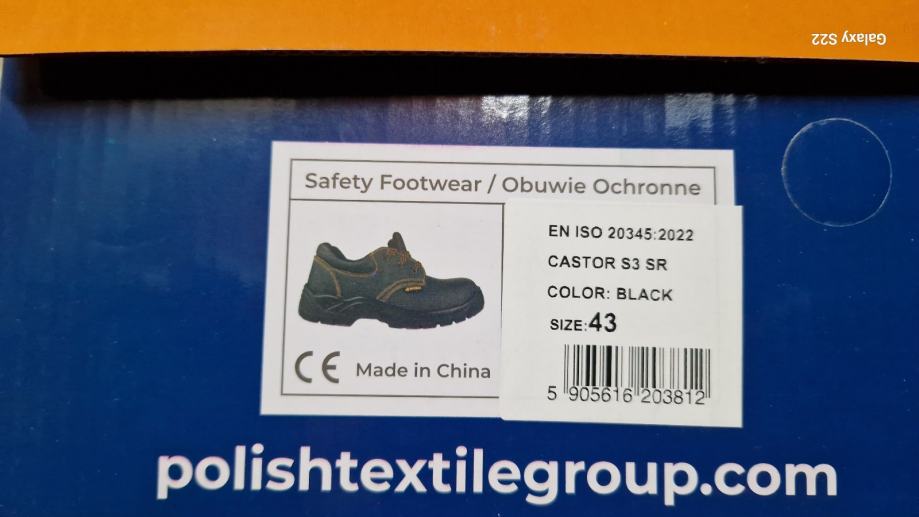 Galaxy S22
Safety Footwear / Obuwie Ochronne
EN ISO 20345:2022
CASTOR S3 SR
COLOR: BLACK
SIZE:43
CE Made in China
5 905616 203812
polishtextilegroup.com